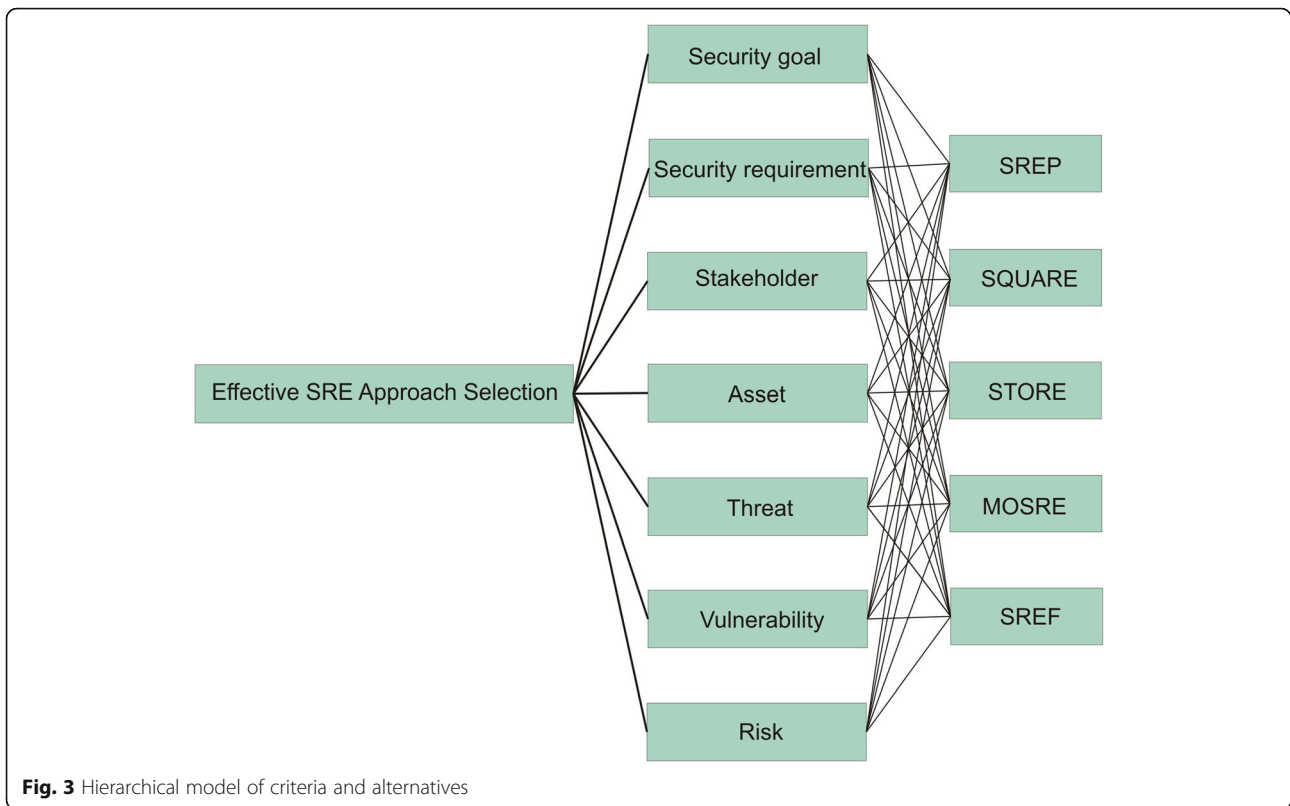 Effective SRE Approach Selection
Security goal
Security requirement
Stakeholder
Asset
Threat
Vulnerability
Risk
SREP
SQUARE
STORE
MOSRE
SREF
Fig. 3 Hierarchical model of criteria and alternatives